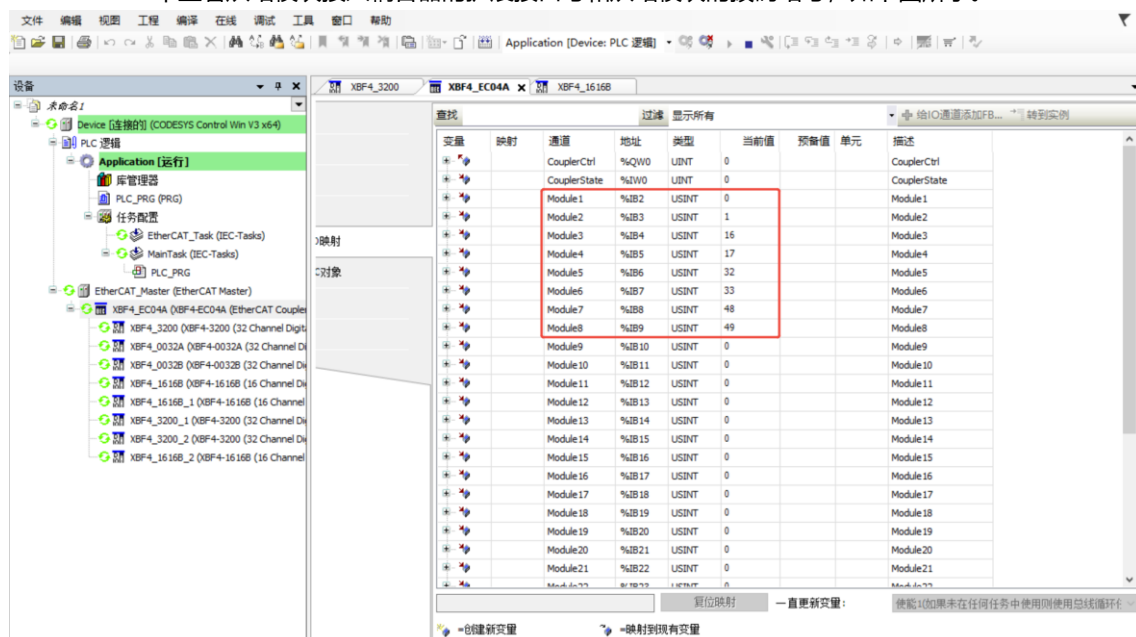 文件 编辑 视图 工程 编译 在线 调试 工具 窗口 帮助
Application [Device: PLC 逻辑]
设备
未命名1
Device [连接的] (CODESYS Control Win V3 x64)
PLC 逻辑
Application [运行]
库管理器
PLC_PRG (PRG)
任务配置
EtherCAT_Task (IEC-Tasks)
MainTask (IEC-Tasks)
PLC_PRG
EtherCAT_Master (EtherCAT Master)
XBF4_EC04A (XBF4-EC04A (EtherCAT Coupler
XBF4_3200 (XBF4-3200 (32 Channel Digit
XBF4_0032A (XBF4-0032A (32 Channel Di
XBF4_0032B (XBF4-0032B (32 Channel Di
XBF4_1616B (XBF4-1616B (16 Channel Di
XBF4_1616B_1 (XBF4-1616B (16 Channel
XBF4_3200_1 (XBF4-3200 (32 Channel Di
XBF4_3200_2 (XBF4-3200 (32 Channel Di
XBF4_1616B_2 (XBF4-1616B (16 Channel
XBF4_3200 XBF4_EC04A XBF4_1616B
映射
对象
查找 过滤 显示所有 给IO通道添加FB... 转到实例
变量 映射 通道 地址 类型 当前值 预备值 单元 描述
CouplerCtrl %QW0 UINT 0 CouplerCtrl
CouplerState %IW0 UINT 0 CouplerState
Module1 %IB2 USINT 0 Module1
Module2 %IB3 USINT 1 Module2
Module3 %IB4 USINT 16 Module3
Module4 %IB5 USINT 17 Module4
Module5 %IB6 USINT 32 Module5
Module6 %IB7 USINT 33 Module6
Module7 %IB8 USINT 48 Module7
Module8 %IB9 USINT 49 Module8
Module9 %IB10 USINT 0 Module9
Module10 %IB11 USINT 0 Module10
Module11 %IB12 USINT 0 Module11
Module12 %IB13 USINT 0 Module12
Module13 %IB14 USINT 0 Module13
Module14 %IB15 USINT 0 Module14
Module15 %IB16 USINT 0 Module15
Module16 %IB17 USINT 0 Module16
Module17 %IB18 USINT 0 Module17
Module18 %IB19 USINT 0 Module18
Module19 %IB20 USINT 0 Module19
Module20 %IB21 USINT 0 Module20
Module21 %IB22 USINT 0 Module21
复位映射 一直更新变量: 使能1(如果未在任何任务中使用则使用总线循环任
=创建新变量 =映射到现有变量